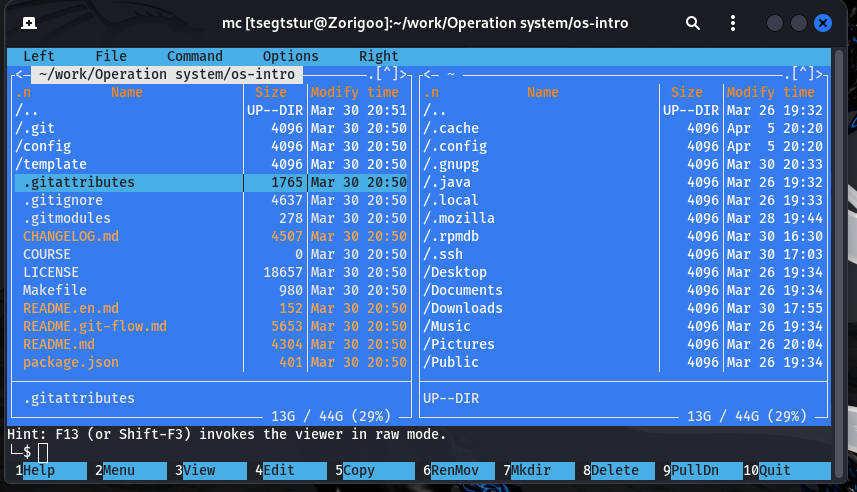 mc [tsegtstur@Zorigoo]:~/work/Operation system/os-intro
Left File Command Options Right
<— ~/work/Operation system/os-intro .[^]> <— ~ .[^]>
.n Name Size Modify time .n Name Size Modify time
/.. UP--DIR Mar 30 20:51 /.. UP--DIR Mar 26 19:32
/.git 4096 Mar 30 20:50 /.cache 4096 Apr 5 20:20
/config 4096 Mar 30 20:50 /.config 4096 Apr 5 20:20
/template 4096 Mar 30 20:50 /.gnupg 4096 Mar 30 20:33
.gitattributes 1765 Mar 30 20:50 /.java 4096 Mar 26 19:32
.gitignore 4637 Mar 30 20:50 /.local 4096 Mar 26 19:33
.gitmodules 278 Mar 30 20:50 /.mozilla 4096 Mar 28 19:44
CHANGELOG.md 4507 Mar 30 20:50 /.rpmdb 4096 Mar 30 16:30
COURSE 0 Mar 30 20:50 /.ssh 4096 Mar 30 17:03
LICENSE 18657 Mar 30 20:50 /Desktop 4096 Mar 26 19:34
Makefile 980 Mar 30 20:50 /Documents 4096 Mar 26 19:34
README.en.md 152 Mar 30 20:50 /Downloads 4096 Mar 30 17:55
README.git-flow.md 5653 Mar 30 20:50 /Music 4096 Mar 26 19:34
README.md 4304 Mar 30 20:50 /Pictures 4096 Mar 26 20:04
package.json 401 Mar 30 20:50 /Public 4096 Mar 26 19:34
.gitattributes UP--DIR
13G / 44G (29%) 13G / 44G (29%)
Hint: F13 (or Shift-F3) invokes the viewer in raw mode.
└─$
1Help 2Menu 3View 4Edit 5Copy 6RenMov 7Mkdir 8Delete 9PullDn 10Quit